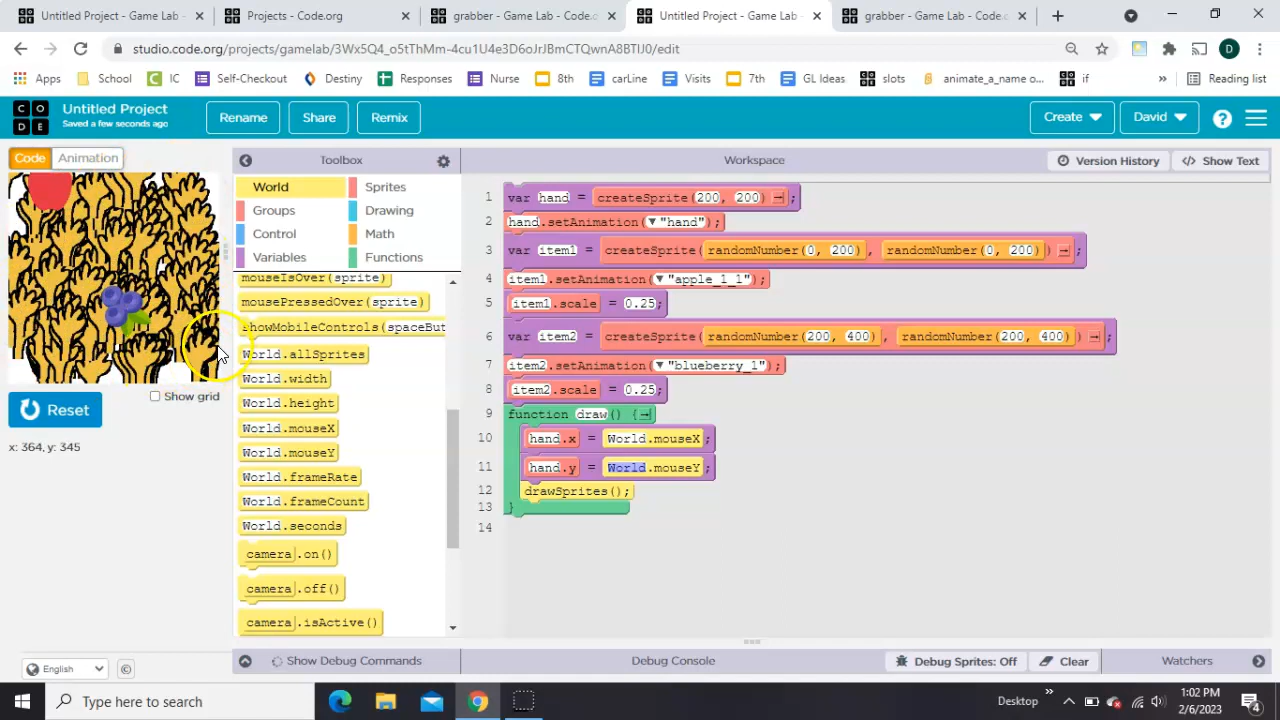 Untitled Project - Game Lab - Code.
Projects - Code.org
grabber - Game Lab - Code.
Untitled Project - Game Lab - Code.
grabber - Game Lab - Code.
studio.code.org/projects/gamelab/3Wx5Q4_o5tThMm-4cu1U4e3D6oJrJBmCTQwnA8BTIJ0/edit
D
Apps
School
IC
Self-Checkout
Destiny
Responses
Nurse
8th
carLine
Visits
7th
GL Ideas
slots
animate_a_name o...
if
»
Reading list
CODE
Untitled Project
Saved a few seconds ago
Rename
Share
Remix
Create
David
?
Code
Animation
Toolbox
Workspace
Version History
</> Show Text
World
Sprites
Groups
Drawing
Control
Math
Variables
Functions
mouseIsOver(sprite)
mousePressedOver(sprite)
showMobileControls(spaceBut
World.allSprites
World.width
World.height
World.mouseX
World.mouseY
World.frameRate
World.frameCount
World.seconds
camera.on()
camera.off()
camera.isActive()
Reset
Show grid
x: 364, y: 345
1 var hand = createSprite(200, 200);
2 hand.setAnimation("hand");
3 var item1 = createSprite(randomNumber(0, 200), randomNumber(0, 200));
4 item1.setAnimation("apple_1_1");
5 item1.scale = 0.25;
6 var item2 = createSprite(randomNumber(200, 400), randomNumber(200, 400));
7 item2.setAnimation("blueberry_1");
8 item2.scale = 0.25;
9 function draw() {
10 hand.x = World.mouseX;
11 hand.y = World.mouseY;
12 drawSprites();
13 }
14
English
©
Show Debug Commands
Debug Console
Debug Sprites: Off
Clear
Watchers
Type here to search
Desktop
»
1:02 PM
2/6/2023
4